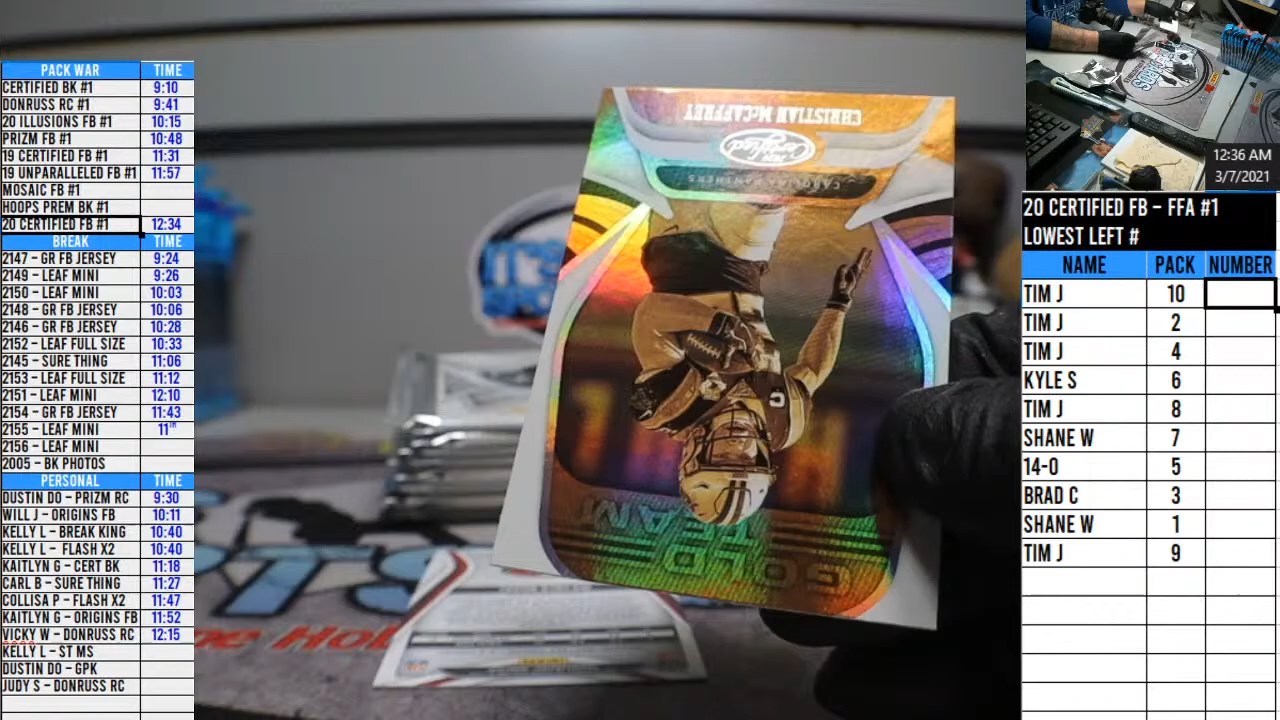 PACK WAR TIME
CERTIFIED BK #1 9:10
DONRUSS RC #1 9:41
20 ILLUSIONS FB #1 10:15
PRIZM FB #1 10:48
19 CERTIFIED FB #1 11:31
19 UNPARALLELED FB #1 11:57
MOSAIC FB #1
HOOPS PREM BK #1
20 CERTIFIED FB #1 12:34
BREAK TIME
2147 – GR FB JERSEY 9:24
2149 – LEAF MINI 9:26
2150 – LEAF MINI 10:03
2148 – GR FB JERSEY 10:06
2146 – GR FB JERSEY 10:28
2152 – LEAF FULL SIZE 10:33
2145 – SURE THING 11:06
2153 – LEAF FULL SIZE 11:12
2151 – LEAF MINI 12:10
2154 – GR FB JERSEY 11:43
2155 – LEAF MINI 11TH
2156 – LEAF MINI
2005 – BK PHOTOS
PERSONAL TIME
DUSTIN DO – PRIZM RC 9:30
WILL J – ORIGINS FB 10:11
KELLY L – BREAK KING 10:40
KELLY L – FLASH X2 10:40
KAITLYN G – CERT BK 11:18
CARL B – SURE THING 11:27
COLLISA P – FLASH X2 11:47
KAITLYN G – ORIGINS FB 11:52
VICKY W – DONRUSS RC 12:15
KELLY L – ST MS
DUSTIN DO – GPK
JUDY S – DONRUSS RC
CHRISTIAN McCAFFREY
2020
Certified
CAROLINA PANTHERS
C
GOLD
TEAM
IT'S
12:36 AM
3/7/2021
20 CERTIFIED FB – FFA #1
LOWEST LEFT #
NAME PACK NUMBER
TIM J 10
TIM J 2
TIM J 4
KYLE S 6
TIM J 8
SHANE W 7
14-0 5
BRAD C 3
SHANE W 1
TIM J 9